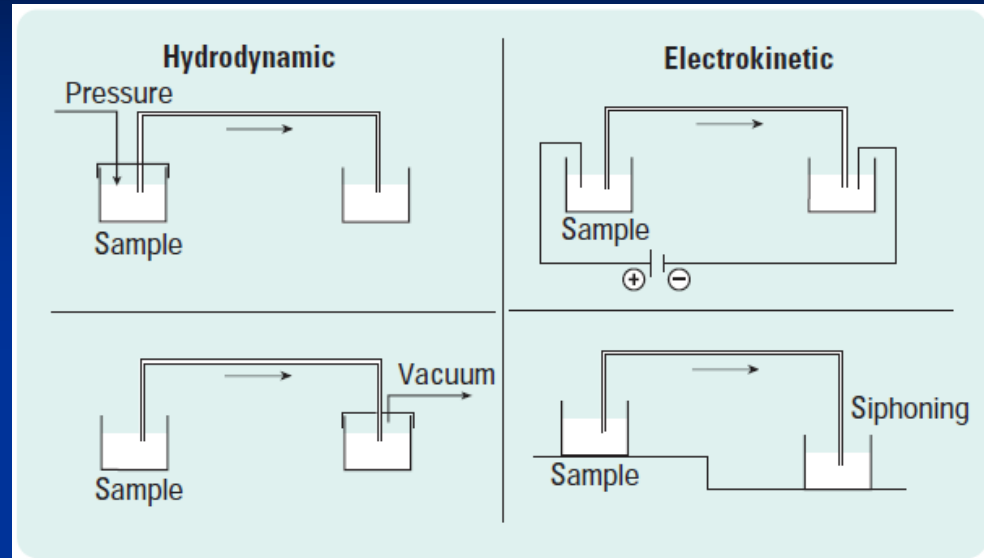 Hydrodynamic
Pressure
Sample
Electrokinetic
Sample
+ −
Vacuum
Sample
Siphoning
Sample